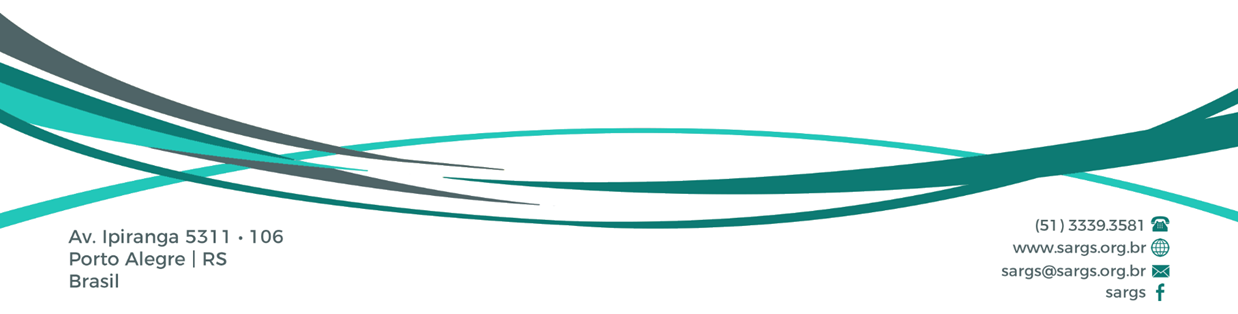 Av. Ipiranga 5311 • 106
Porto Alegre | RS
Brasil
(51) 3339.3581
www.sargs.org.br
sargs@sargs.org.br
sargs